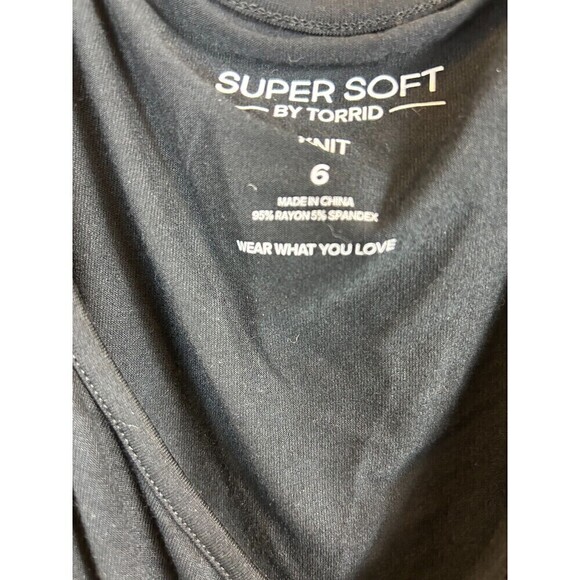 SUPER SOFT
BY TORRID
KNIT
6
MADE IN CHINA
95% RAYON 5% SPANDEX
WEAR WHAT YOU LOVE